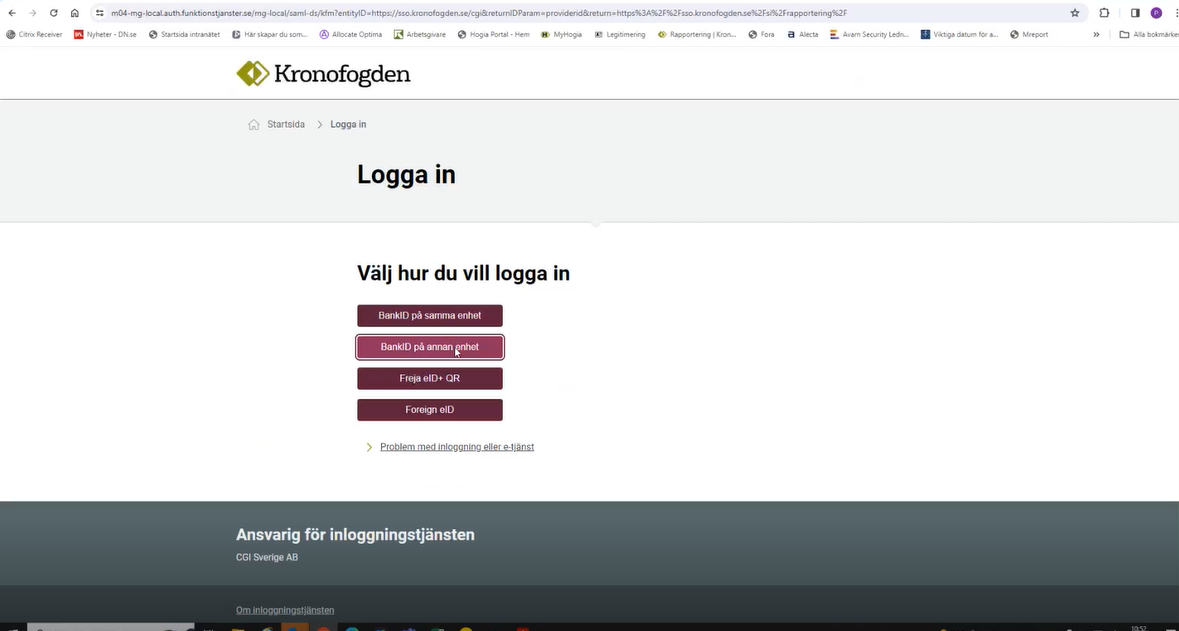 m04-mg-local.auth.funktionstjanster.se/mg-local/saml-ds/kfm?entityID=https://sso.kronofogden.se/cgi&returnIDParam=providerid&return=https%3A%2F%2Fsso.kronofogden.se%2Fsi%2Frapportering%2F
Citrix Receiver Nyheter - DN.se Startsida intranätet Här skapar du som... Allocate Optima Arbetsgivare Hogia Portal - Hem MyHogia Legitimering Rapportering | Kron... Fora Alecta Avarn Security Ledn... Viktiga datum för a... Mreport » Alla bokmärken
Kronofogden
Startsida > Logga in
Logga in
Välj hur du vill logga in
BankID på samma enhet
BankID på annan enhet
Freja eID+ QR
Foreign eID
Problem med inloggning eller e-tjänst
Ansvarig för inloggningstjänsten
CGI Sverige AB
Om inloggningstjänsten
10:52